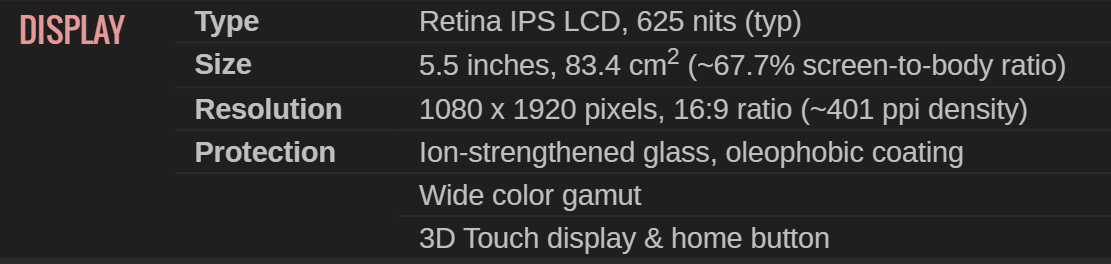 DISPLAY Type Retina IPS LCD, 625 nits (typ)
Size 5.5 inches, 83.4 cm² (~67.7% screen-to-body ratio)
Resolution 1080 x 1920 pixels, 16:9 ratio (~401 ppi density)
Protection Ion-strengthened glass, oleophobic coating
Wide color gamut
3D Touch display & home button